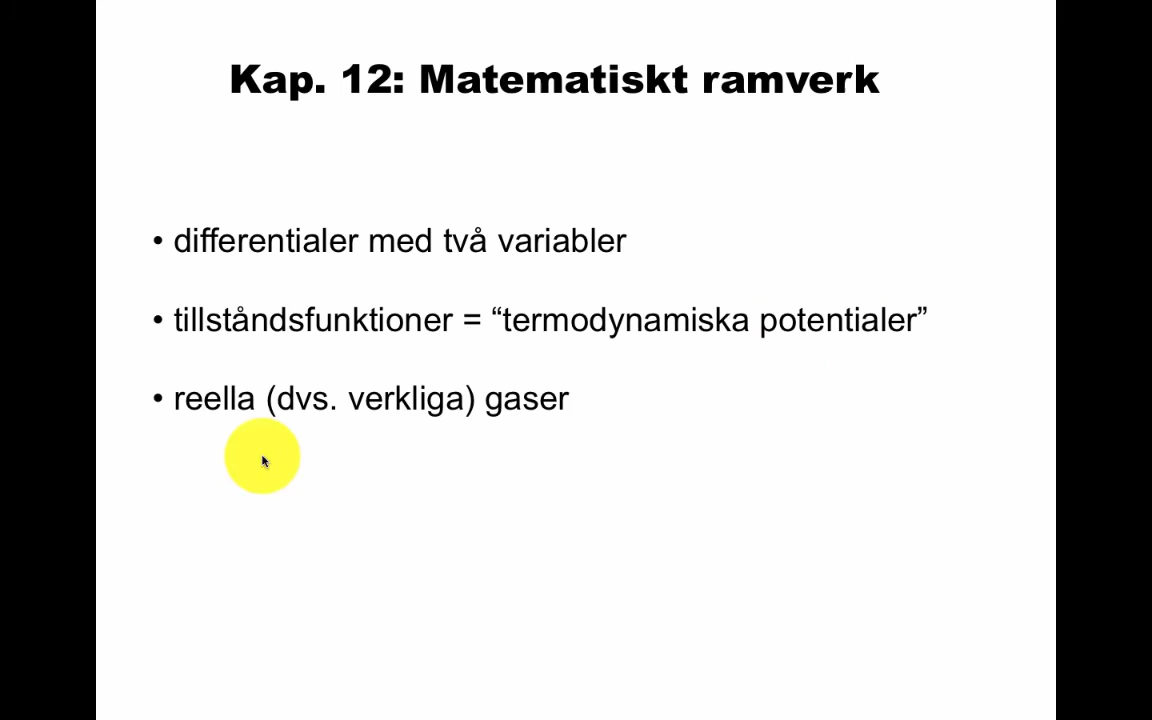 Kap. 12: Matematiskt ramverk
• differentialer med två variabler
• tillståndsfunktioner = “termodynamiska potentialer”
• reella (dvs. verkliga) gaser